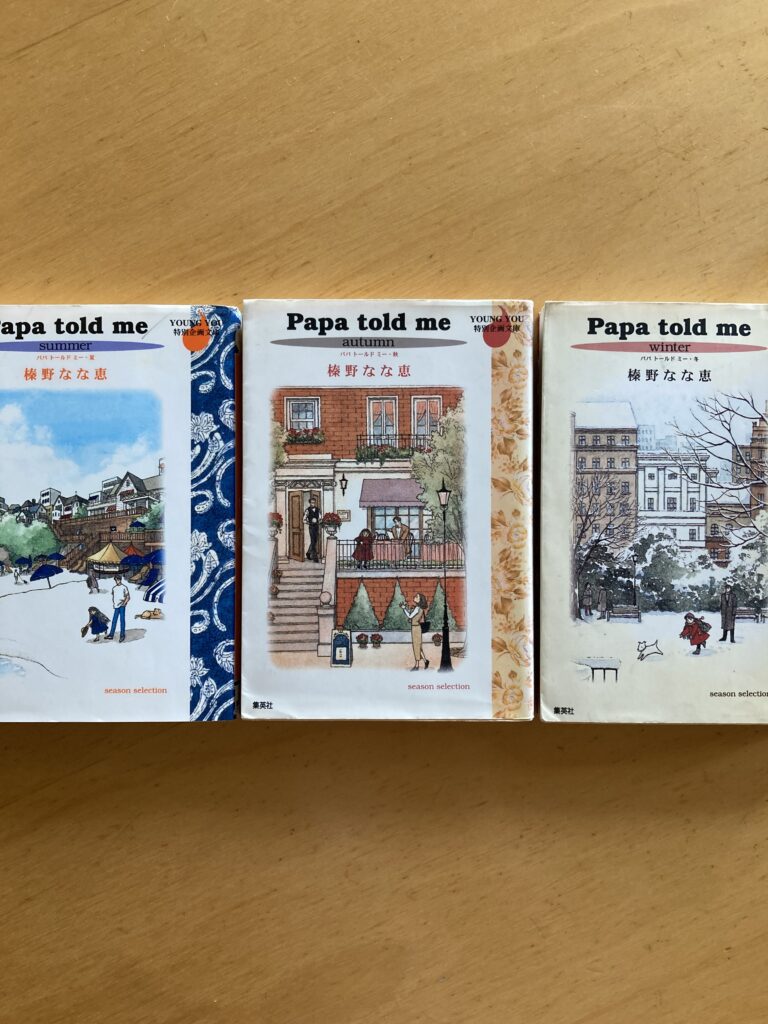 apa told me
summer
パパ トールド ミー・夏
榛野なな恵
YOUNG YOU
特別企画文庫
season selection
Papa told me
autumn
パパ トールド ミー・秋
榛野なな恵
YOUNG YOU
特別企画文庫
season selection
集英社
Papa told me
winter
パパ トールド ミー・冬
榛野なな恵
season selection
集英社